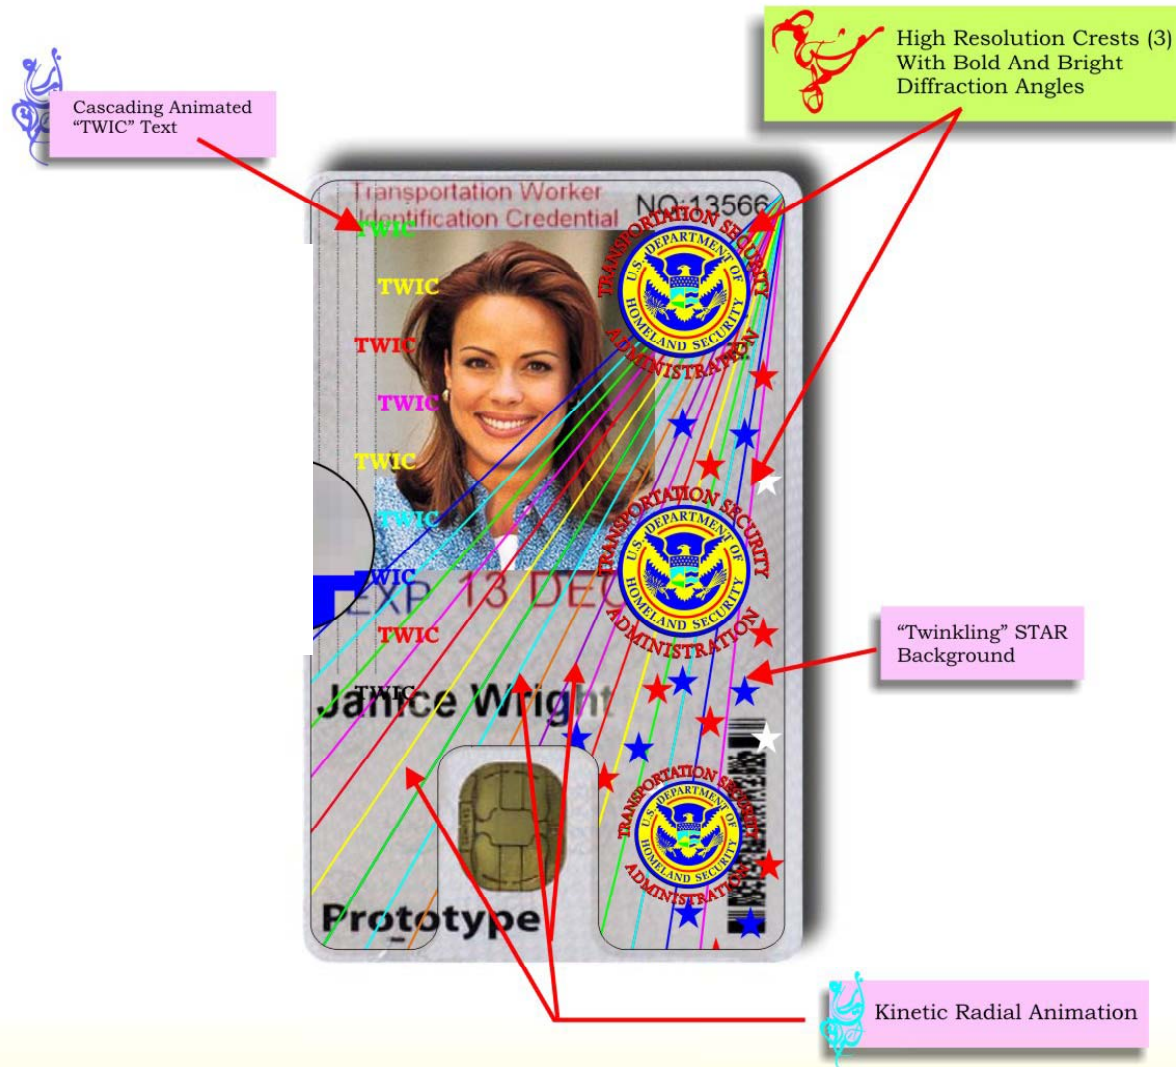 High Resolution Crests (3)
With Bold And Bright
Diffraction Angles
Cascading Animated
“TWIC” Text
Transportation Worker
Identification Credential
NO:13566
TWIC
TWIC
TWIC
TWIC
TWIC
TWIC
TWIC
TWIC
TWIC
TRANSPORTATION SECURITY
ADMINISTRATION
U.S. DEPARTMENT OF
HOMELAND SECURITY
TRANSPORTATION SECURITY
ADMINISTRATION
U.S. DEPARTMENT OF
HOMELAND SECURITY
EXP 13 DEC
“Twinkling” STAR
Background
Janice Wright
TRANSPORTATION SECURITY
ADMINISTRATION
U.S. DEPARTMENT OF
HOMELAND SECURITY
Prototype
Kinetic Radial Animation